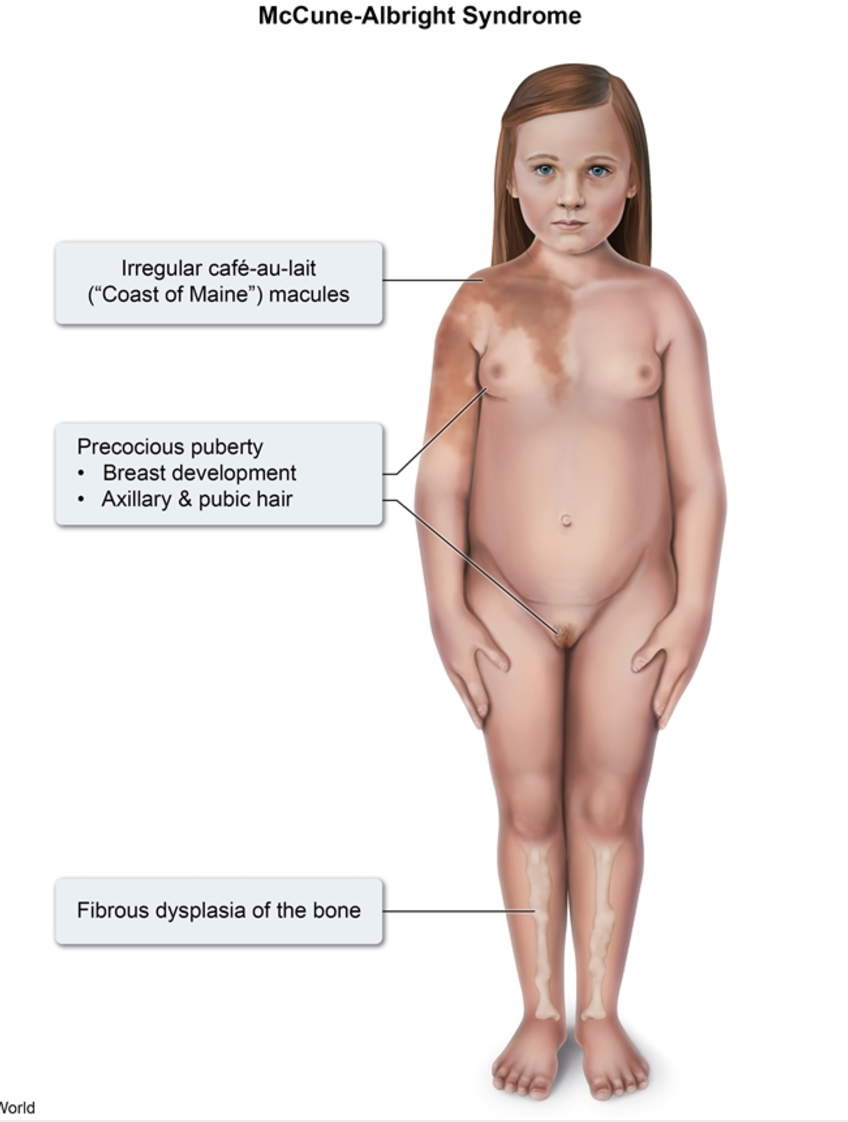 McCune-Albright Syndrome
Irregular café-au-lait
(“Coast of Maine”) macules
Precocious puberty
• Breast development
• Axillary & pubic hair
Fibrous dysplasia of the bone
World